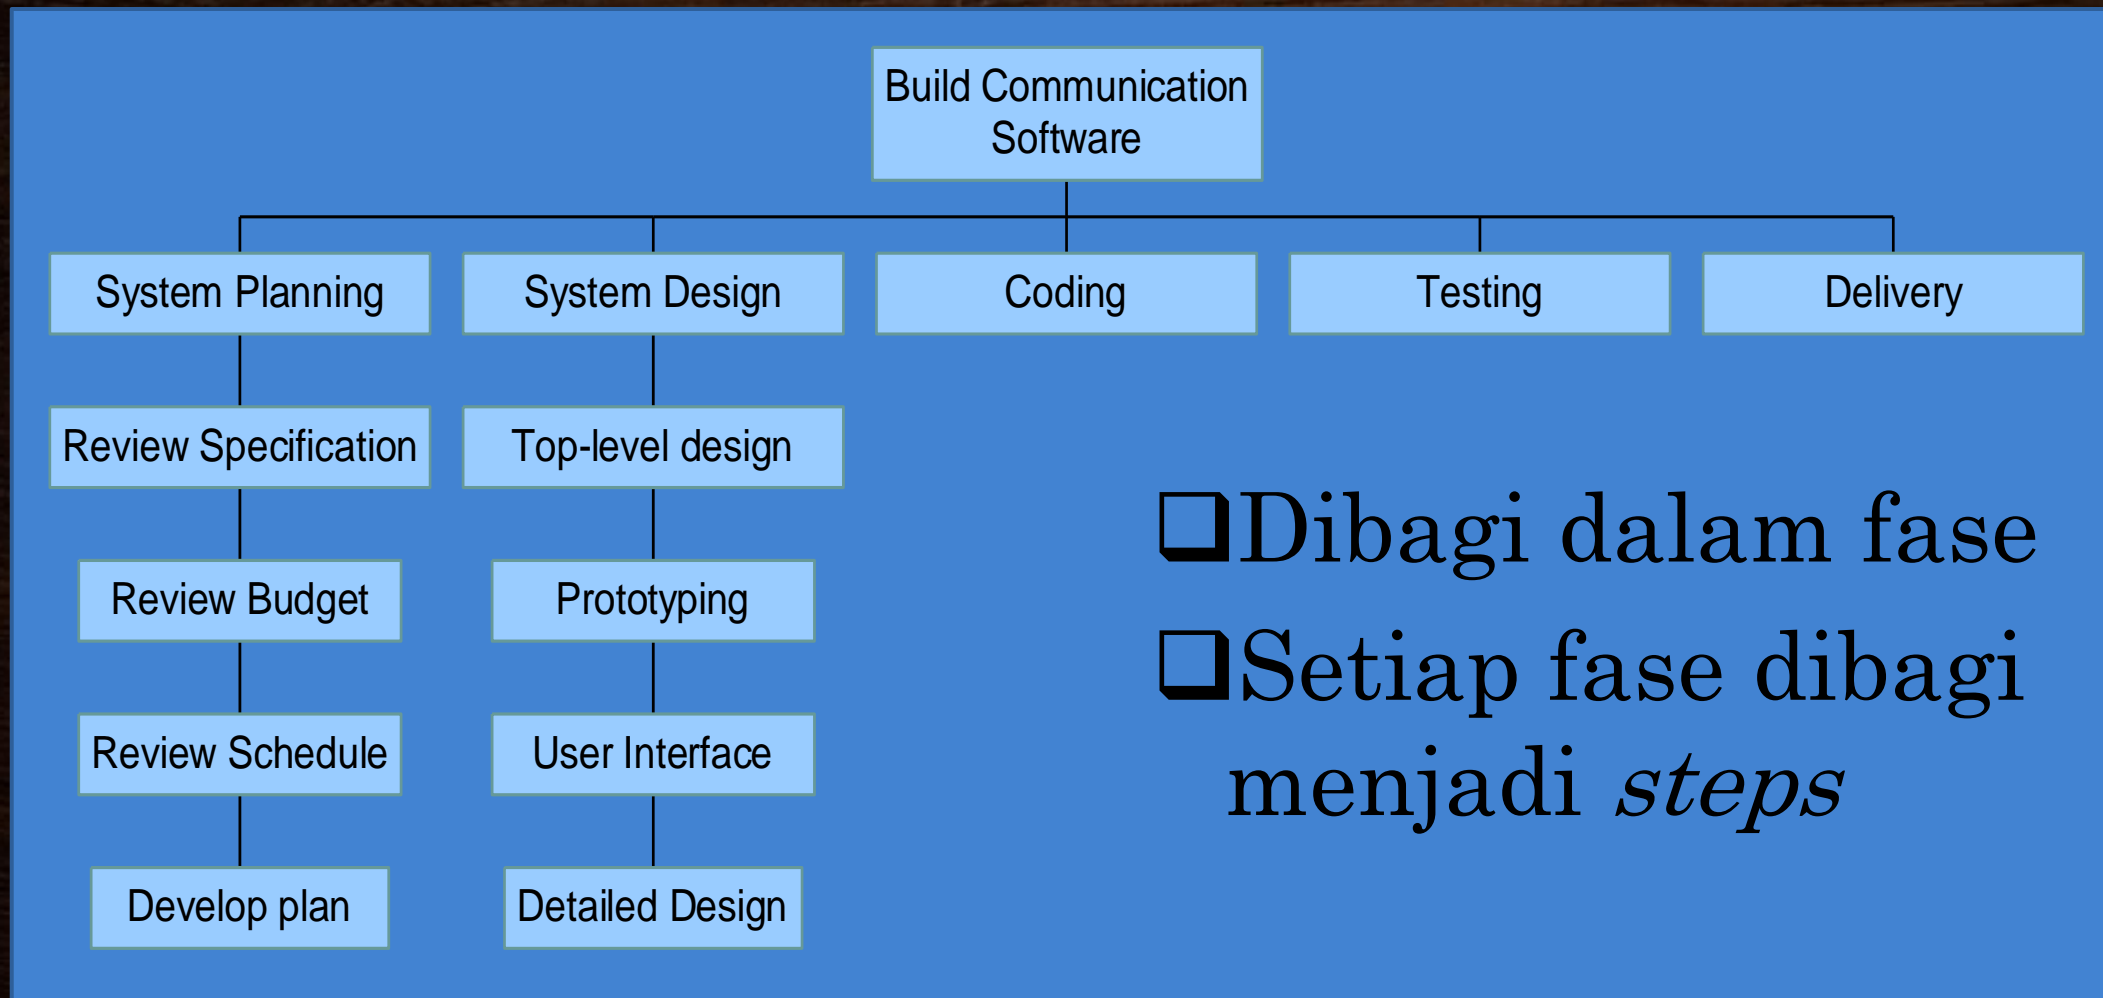 Build Communication
Software
System Planning
System Design
Coding
Testing
Delivery
Review Specification
Top-level design
Review Budget
Prototyping
Review Schedule
User Interface
Develop plan
Detailed Design
❑Dibagi dalam fase
❑Setiap fase dibagi
menjadi steps